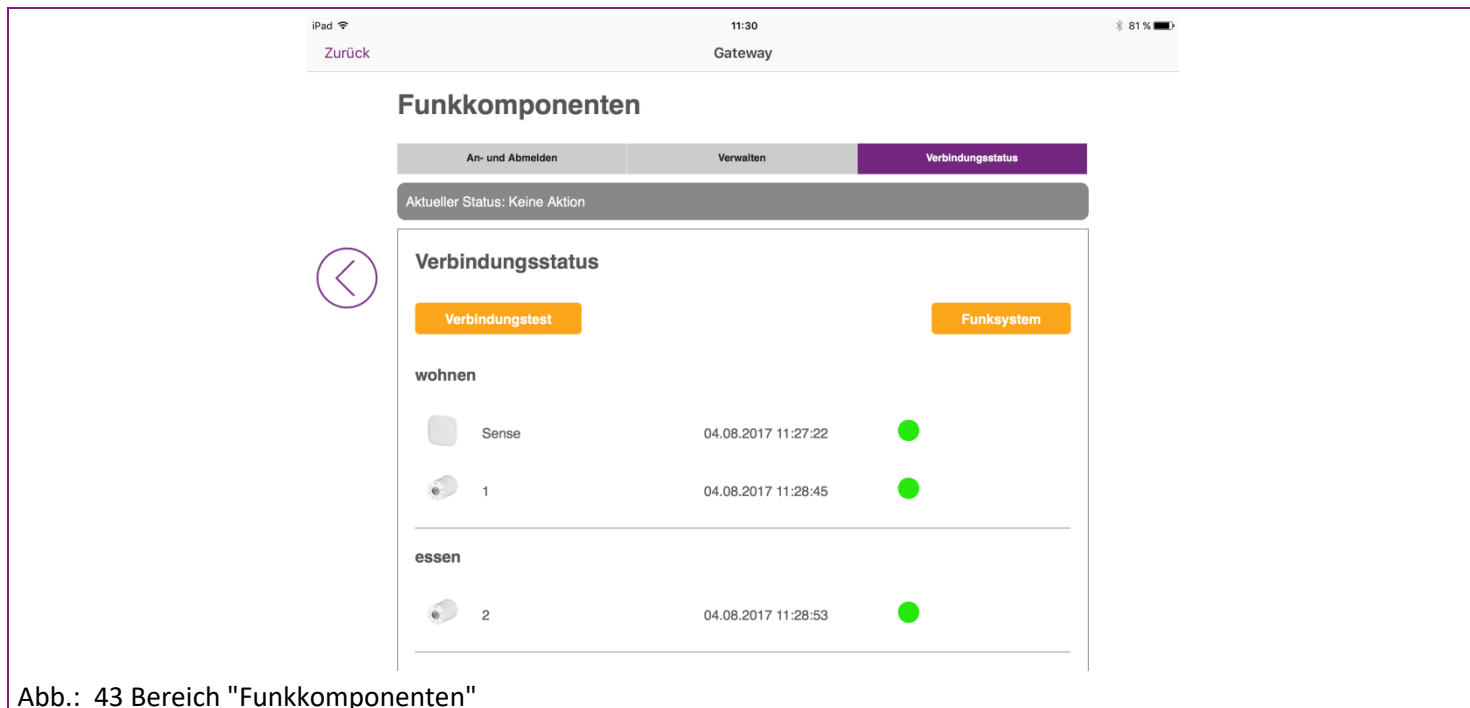 iPad 11:30 81 %
Zurück Gateway
Funkkomponenten
An- und Abmelden Verwalten Verbindungsstatus
Aktueller Status: Keine Aktion
Verbindungsstatus
Verbindungstest Funksystem
wohnen
Sense 04.08.2017 11:27:22
1 04.08.2017 11:28:45
essen
2 04.08.2017 11:28:53
Abb.: 43 Bereich "Funkkomponenten"